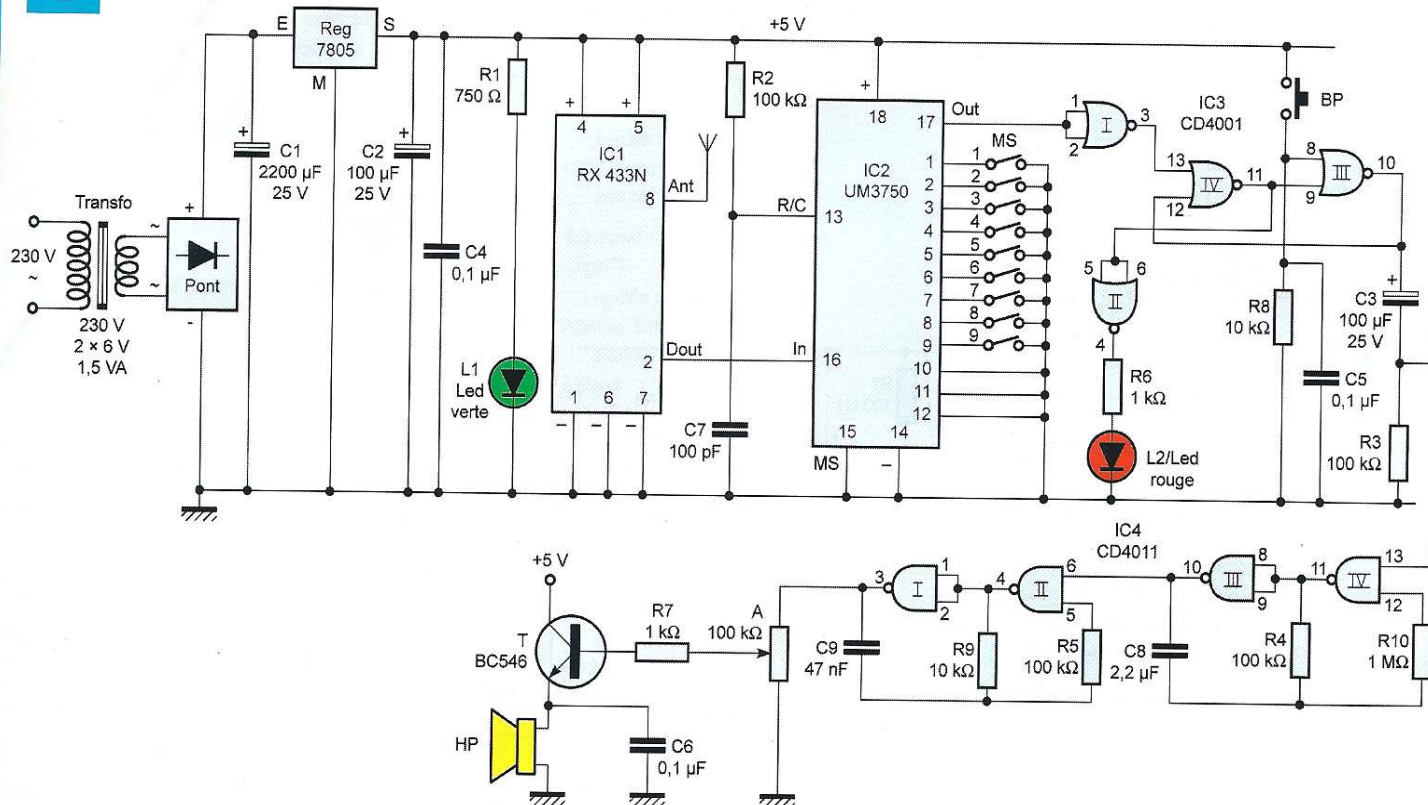 E
Reg
7805
S
M
+
C1
2200 µF
25 V
+
C2
100 µF
25 V
C4
0,1 µF
Transfo
230 V
~
~
~
+
-
Pont
230 V
2 × 6 V
1,5 VA
+5 V
R1
750 Ω
L1
Led
verte
+
+
4
5
IC1
RX 433N
8
Ant
2
Dout
1
6
7
–
–
–
R2
100 kΩ
C7
100 pF
R/C
In
+
18
17
Out
IC2
UM3750
13
16
15
14
MS
–
1
2
3
4
5
6
7
8
9
10
11
12
MS
1
2
3
4
5
6
7
8
9
1
2
I
3
IC3
CD4001
13
12
IV
11
8
9
III
10
BP
5
6
II
4
R6
1 kΩ
L2/Led
rouge
R8
10 kΩ
C5
0,1 µF
+
C3
100 µF
25 V
R3
100 kΩ
+5 V
T
BC546
HP
C6
0,1 µF
R7
1 kΩ
A
100 kΩ
C9
47 nF
3
I
1
2
R9
10 kΩ
4
II
6
5
R5
100 kΩ
C8
2,2 µF
IC4
CD4011
10
III
8
9
R4
100 kΩ
11
IV
13
12
R10
1 MΩ